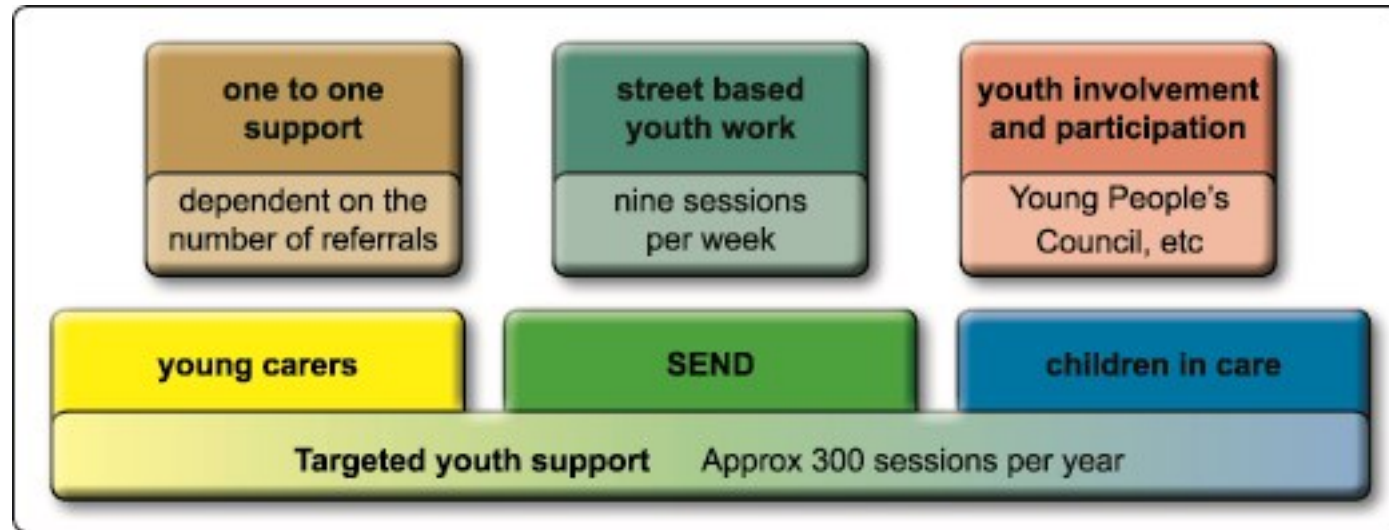 one to one
support
dependent on the
number of referrals
street based
youth work
nine sessions
per week
youth involvement
and participation
Young People's
Council, etc
young carers
SEND
children in care
Targeted youth support Approx 300 sessions per year